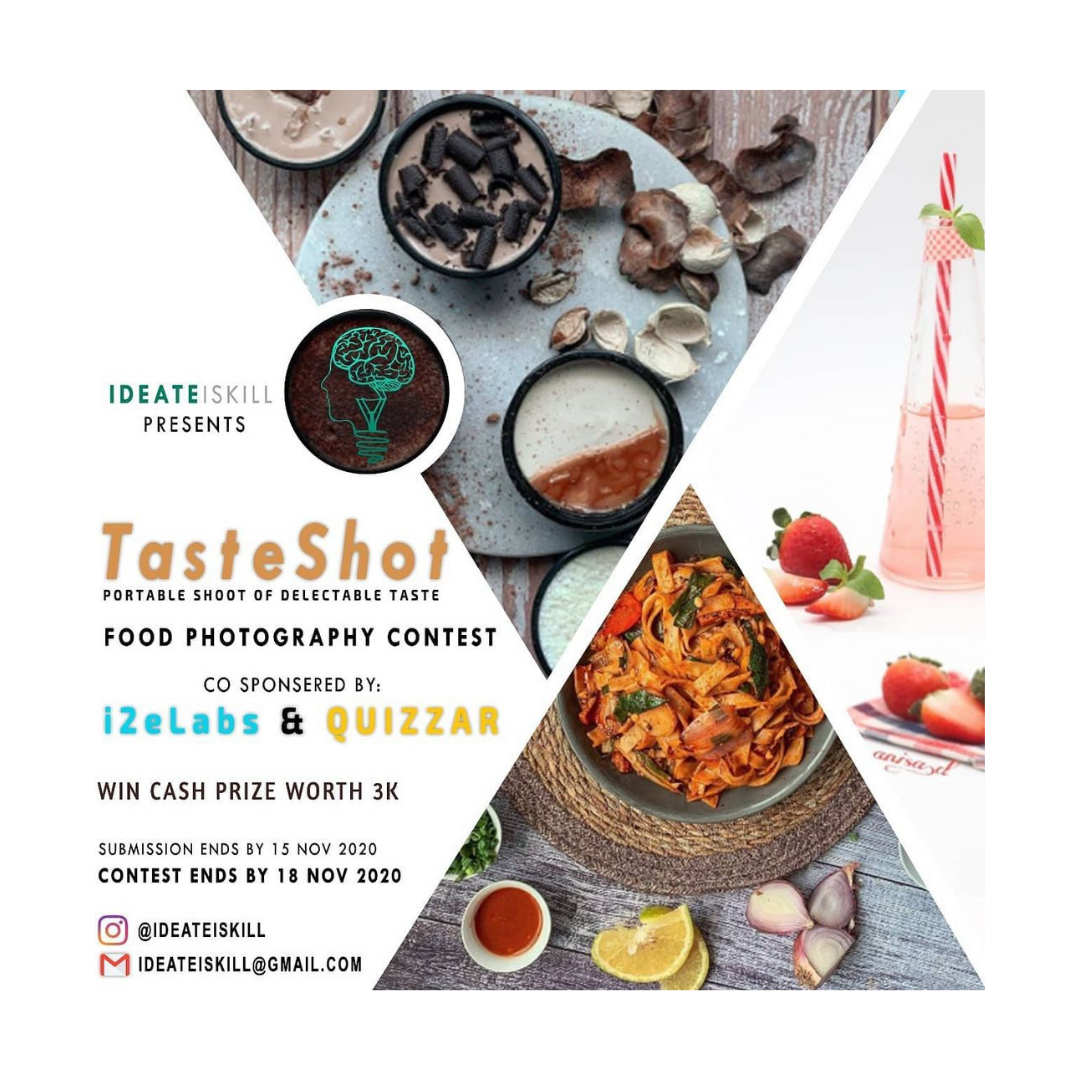 IDEATEISKILL
PRESENTS
TasteShot
PORTABLE SHOOT OF DELECTABLE TASTE
FOOD PHOTOGRAPHY CONTEST
CO SPONSERED BY:
i2eLabs & QUIZZAR
WIN CASH PRIZE WORTH 3K
SUBMISSION ENDS BY 15 NOV 2020
CONTEST ENDS BY 18 NOV 2020
@IDEATEISKILL
IDEATEISKILL@GMAIL.COM